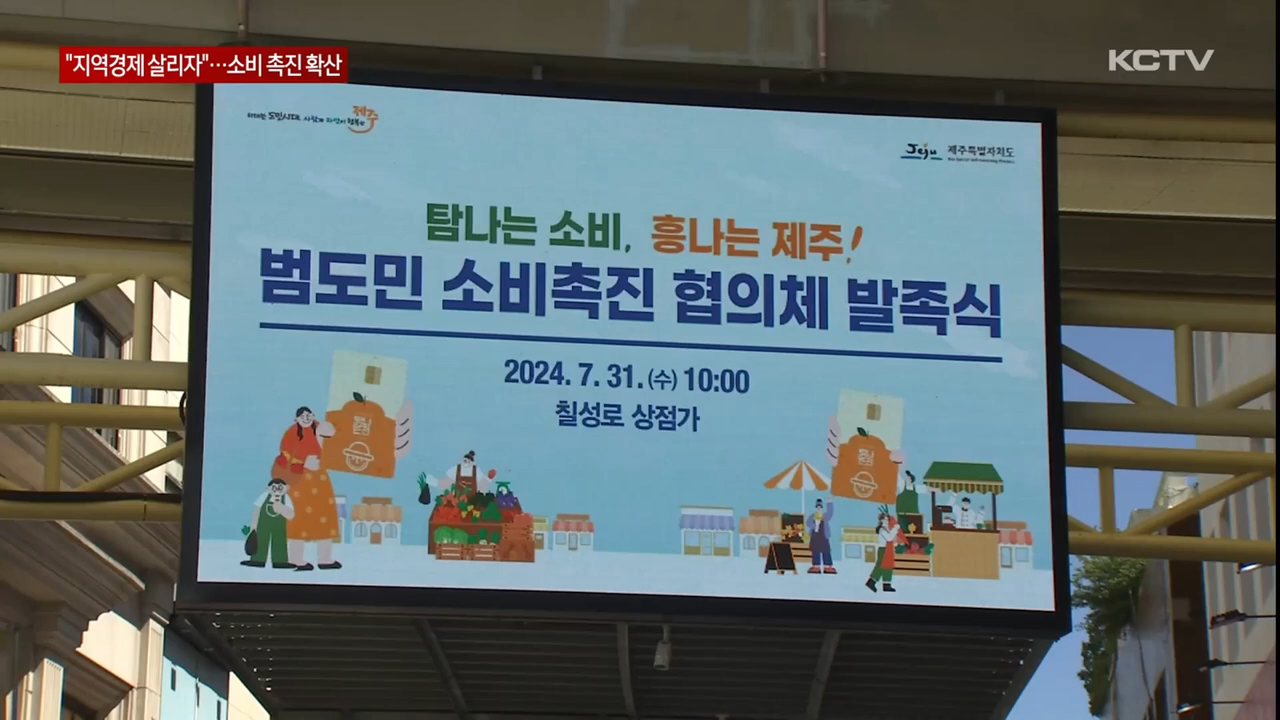 "지역경제 살리자"…소비 촉진 확산
KCTV
제주
Jeju 제주특별자치도
탐나는 소비, 흥나는 제주!
범도민 소비촉진 협의체 발족식
2024. 7. 31.(수) 10:00
칠성로 상점가